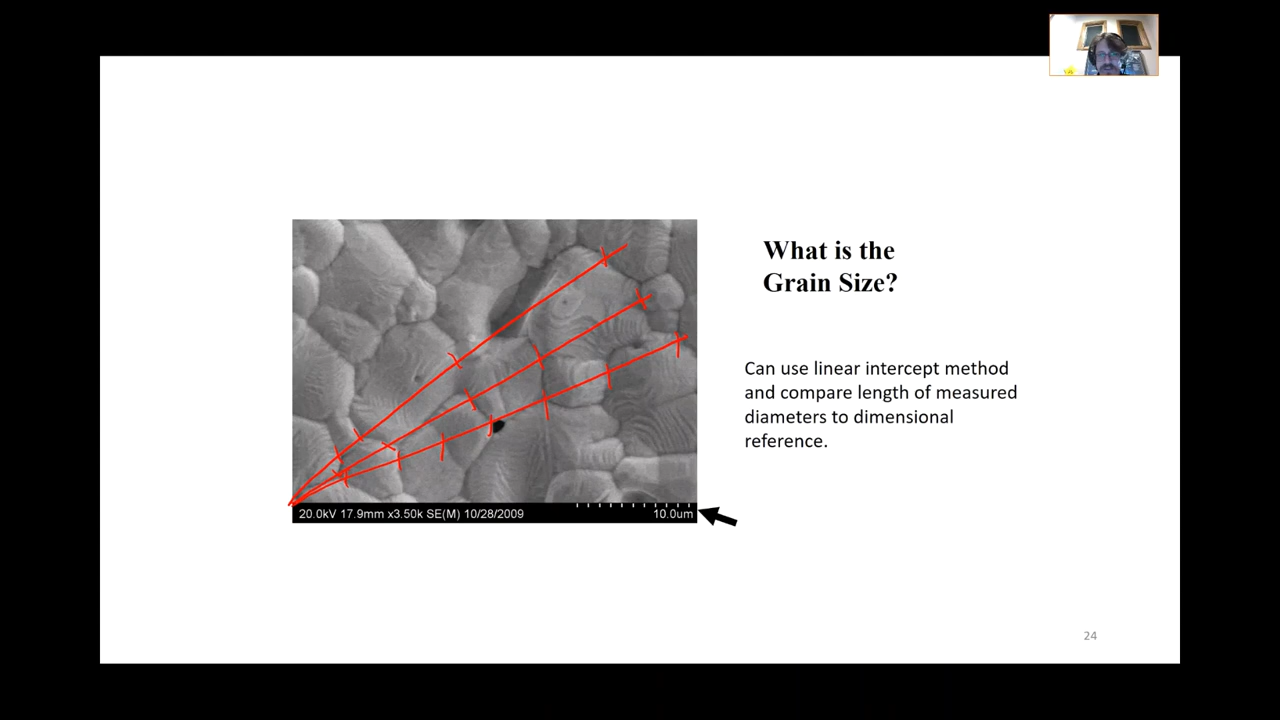 What is the
Grain Size?
Can use linear intercept method
and compare length of measured
diameters to dimensional
reference.
20.0kV 17.9mm x3.50k SE(M) 10/28/2009
10.0um
24